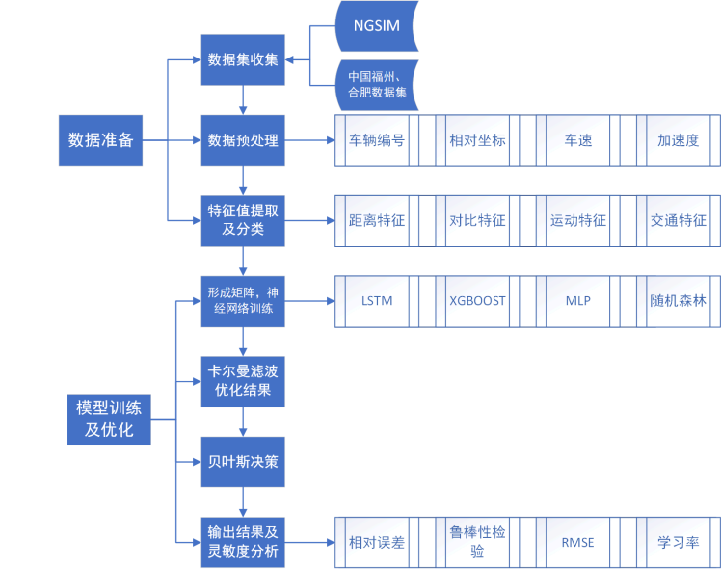 NGSIM
数据集收集
中国福州、
合肥数据集
数据准备
数据预处理
车辆编号
相对坐标
车速
加速度
特征值提取
及分类
距离特征
对比特征
运动特征
交通特征
形成矩阵，神
经网络训练
LSTM
XGBOOST
MLP
随机森林
卡尔曼滤波
优化结果
模型训练
及优化
贝叶斯决策
输出结果及
灵敏度分析
相对误差
鲁棒性检
验
RMSE
学习率